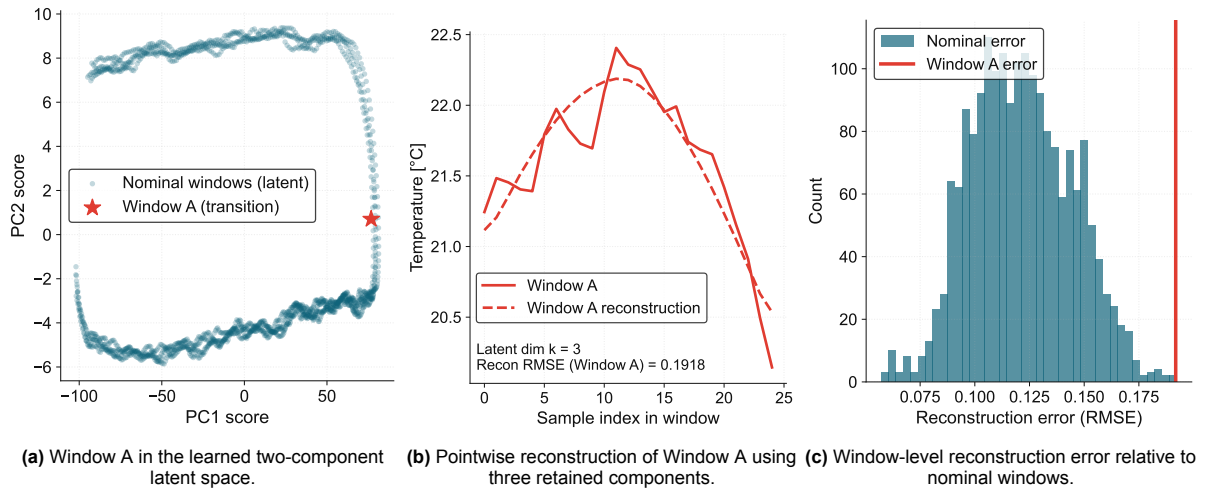 10
8
6
4
2
0
−2
−4
−6
PC2 score
Nominal windows (latent)
Window A (transition)
−100
−50
0
50
PC1 score
22.5
22.0
21.5
21.0
20.5
Temperature [°C]
Window A
Window A reconstruction
Latent dim k = 3
Recon RMSE (Window A) = 0.1918
0
5
10
15
20
25
Sample index in window
100
80
60
40
20
0
Count
Nominal error
Window A error
0.075
0.100
0.125
0.150
0.175
Reconstruction error (RMSE)
(a) Window A in the learned two-component
latent space.
(b) Pointwise reconstruction of Window A using
three retained components.
(c) Window-level reconstruction error relative to
nominal windows.